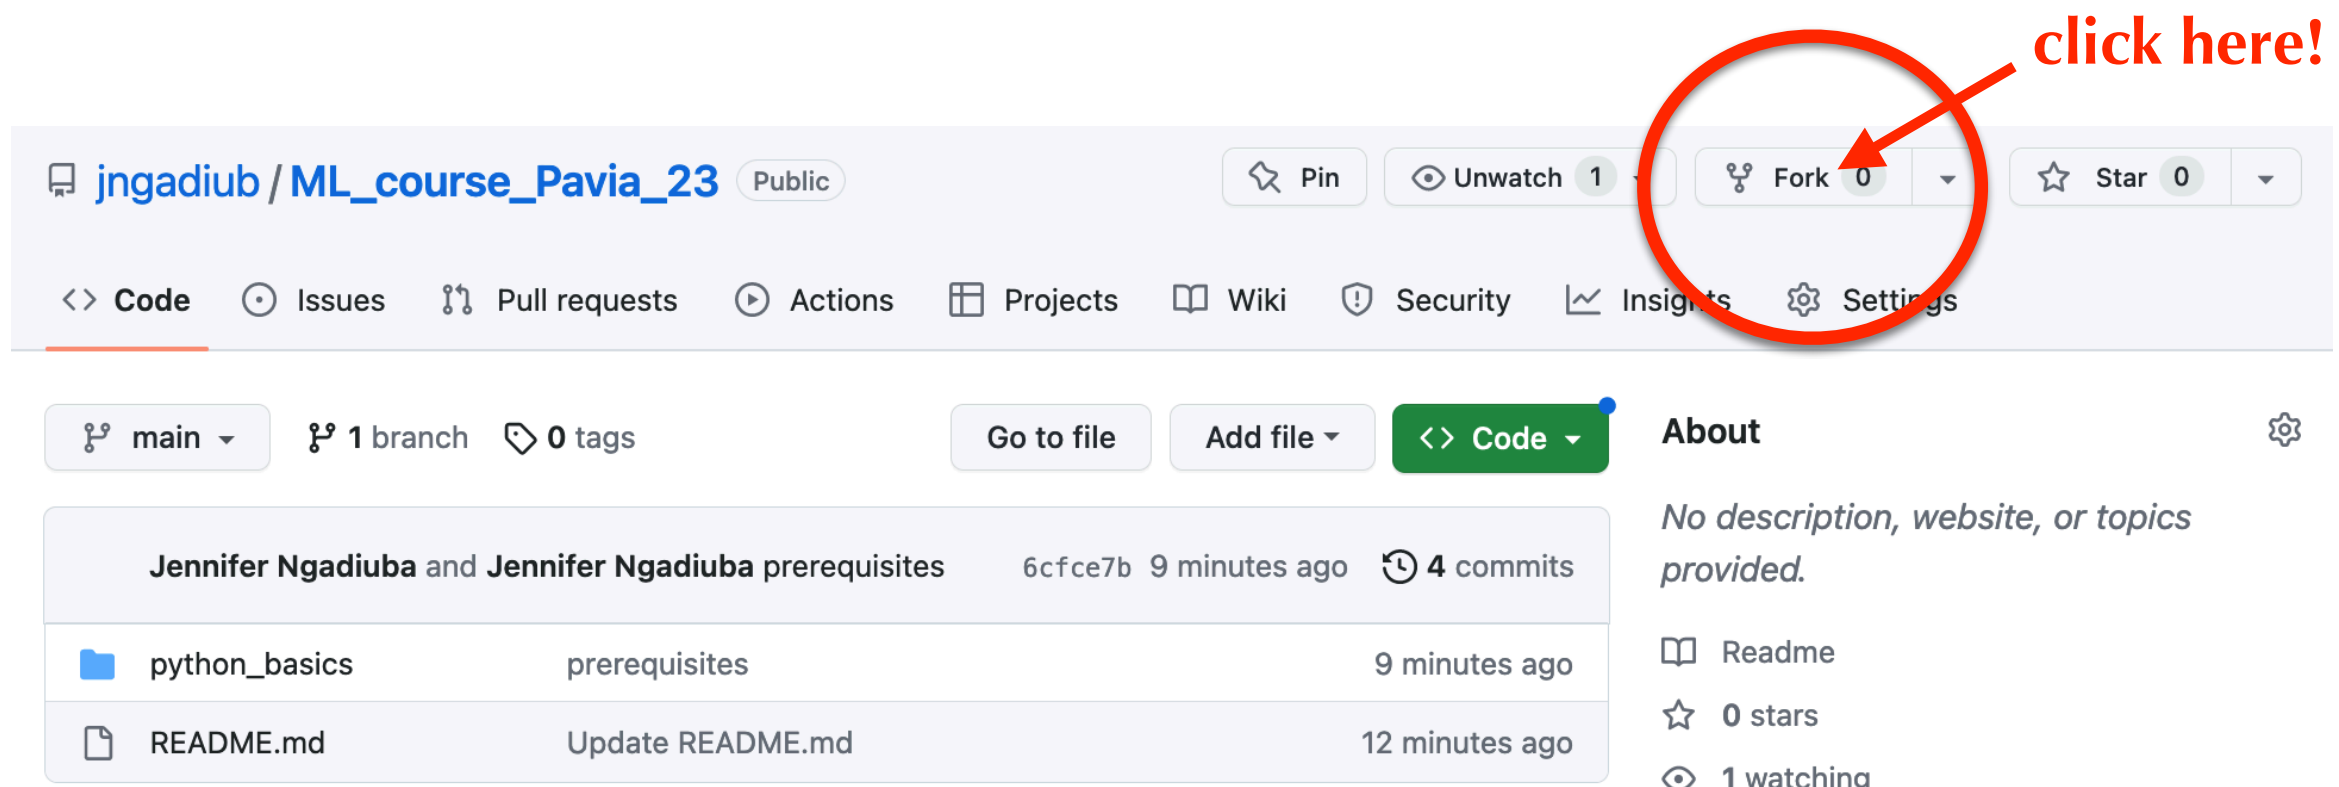 click here!
jngadiub / ML_course_Pavia_23 Public Pin Unwatch 1 Fork 0 Star 0
Code Issues Pull requests Actions Projects Wiki Security Insights Settings
main 1 branch 0 tags Go to file Add file Code About
No description, website, or topics
provided.
Jennifer Ngadiuba and Jennifer Ngadiuba prerequisites 6cfce7b 9 minutes ago 4 commits
python_basics prerequisites 9 minutes ago
Readme
README.md Update README.md 12 minutes ago
0 stars
1 watching